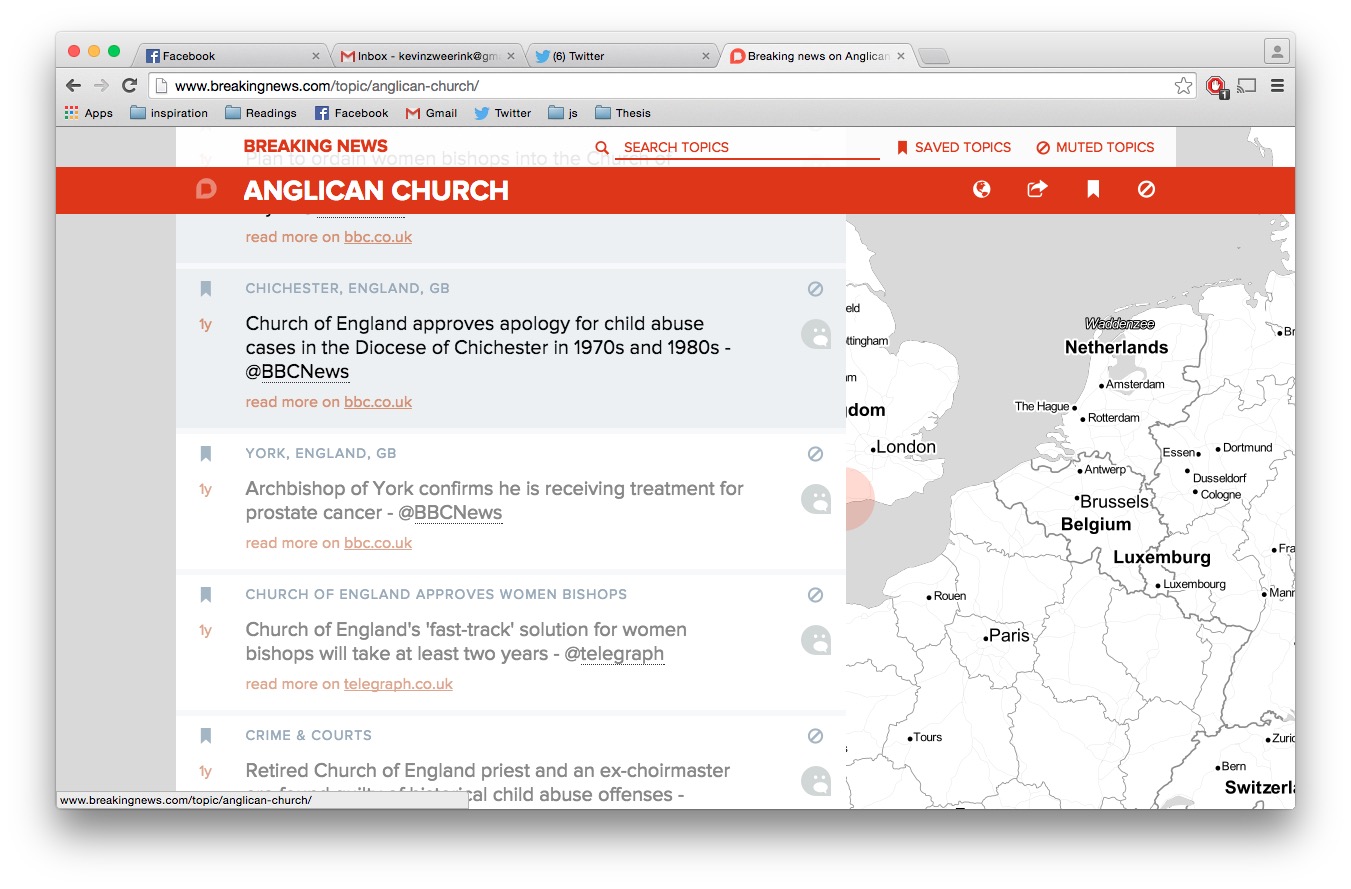 Facebook
Inbox - kevinzweerink@gm
(6) Twitter
Breaking news on Anglican
www.breakingnews.com/topic/anglican-church/
1
Apps
inspiration
Readings
Facebook
Gmail
Twitter
js
Thesis
Plan to ordain women bishops into the Church of
BREAKING NEWS
SEARCH TOPICS
SAVED TOPICS
MUTED TOPICS
ANGLICAN CHURCH
read more on bbc.co.uk
CHICHESTER, ENGLAND, GB
1y
Church of England approves apology for child abuse
cases in the Diocese of Chichester in 1970s and 1980s -
@BBCNews
read more on bbc.co.uk
YORK, ENGLAND, GB
1y
Archbishop of York confirms he is receiving treatment for
prostate cancer - @BBCNews
read more on bbc.co.uk
CHURCH OF ENGLAND APPROVES WOMEN BISHOPS
1y
Church of England's 'fast-track' solution for women
bishops will take at least two years - @telegraph
read more on telegraph.co.uk
CRIME & COURTS
1y
Retired Church of England priest and an ex-choirmaster
are found guilty of historical child abuse offenses -
www.breakingnews.com/topic/anglican-church/
eld
ttingham
m
gdom
London
Waddenzee
Netherlands
Br
Amsterdam
The Hague
Rotterdam
Essen
Dortmund
Antwerp
Dusseldorf
Cologne
Brussels
Belgium
Luxemburg
Fra
Luxembourg
Mann
Rouen
Paris
Tours
Zuric
Bern
Switzerla